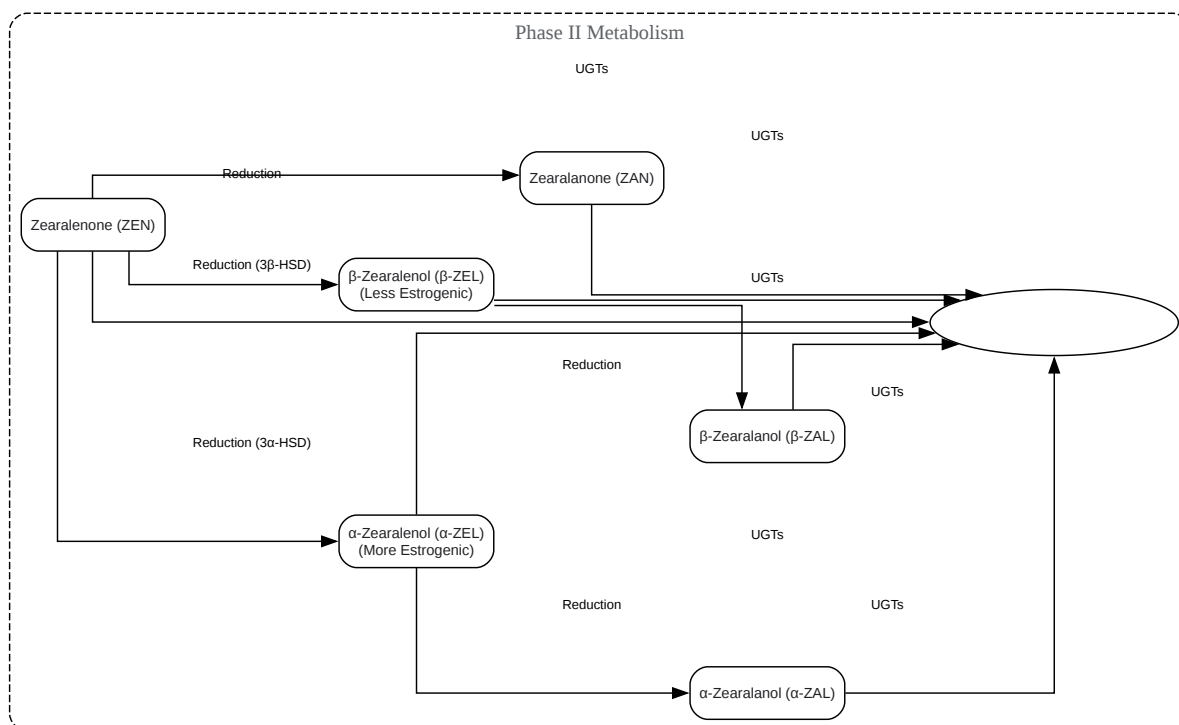 Phase II Metabolism
UGTs
UGTs
Reduction
Zearalanone (ZAN)
Zearalenone (ZEN)
Reduction (3β-HSD)
β-Zearalenol (β-ZEL)
(Less Estrogenic)
UGTs
Reduction
UGTs
β-Zearalanol (β-ZAL)
Reduction (3α-HSD)
α-Zearalenol (α-ZEL)
(More Estrogenic)
UGTs
Reduction
UGTs
α-Zearalanol (α-ZAL)